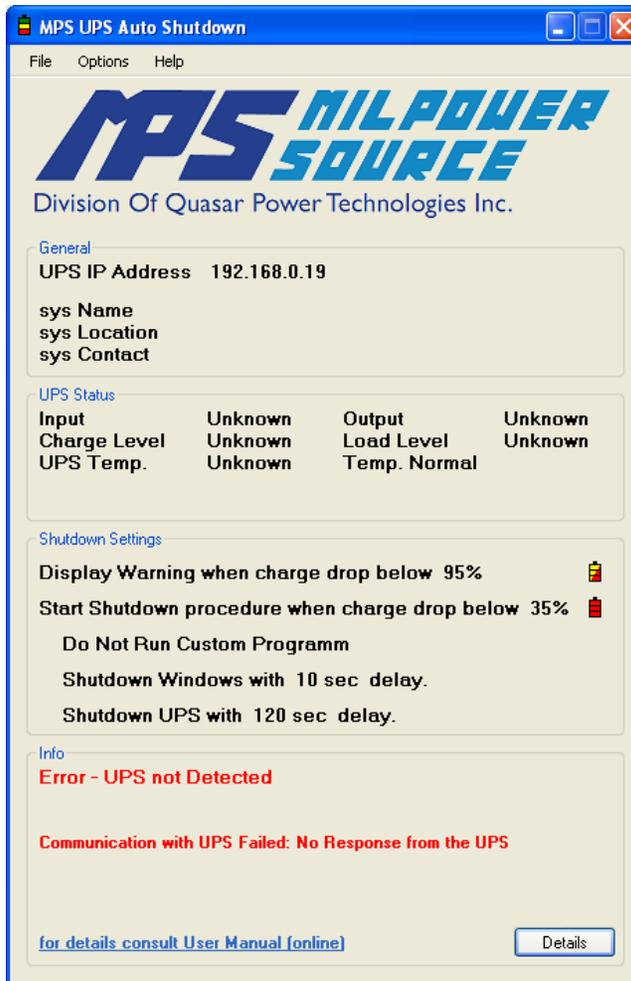 MPS UPS Auto Shutdown
File Options Help
MPS MILPOWER SOURCE
Division Of Quasar Power Technologies Inc.
General
UPS IP Address 192.168.0.19
sys Name
sys Location
sys Contact
UPS Status
Input Unknown Output Unknown
Charge Level Unknown Load Level Unknown
UPS Temp. Unknown Temp. Normal
Shutdown Settings
Display Warning when charge drop below 95%
Start Shutdown procedure when charge drop below 35%
Do Not Run Custom Programm
Shutdown Windows with 10 sec delay.
Shutdown UPS with 120 sec delay.
Info
Error - UPS not Detected
Communication with UPS Failed: No Response from the UPS
for details consult User Manual (online) Details